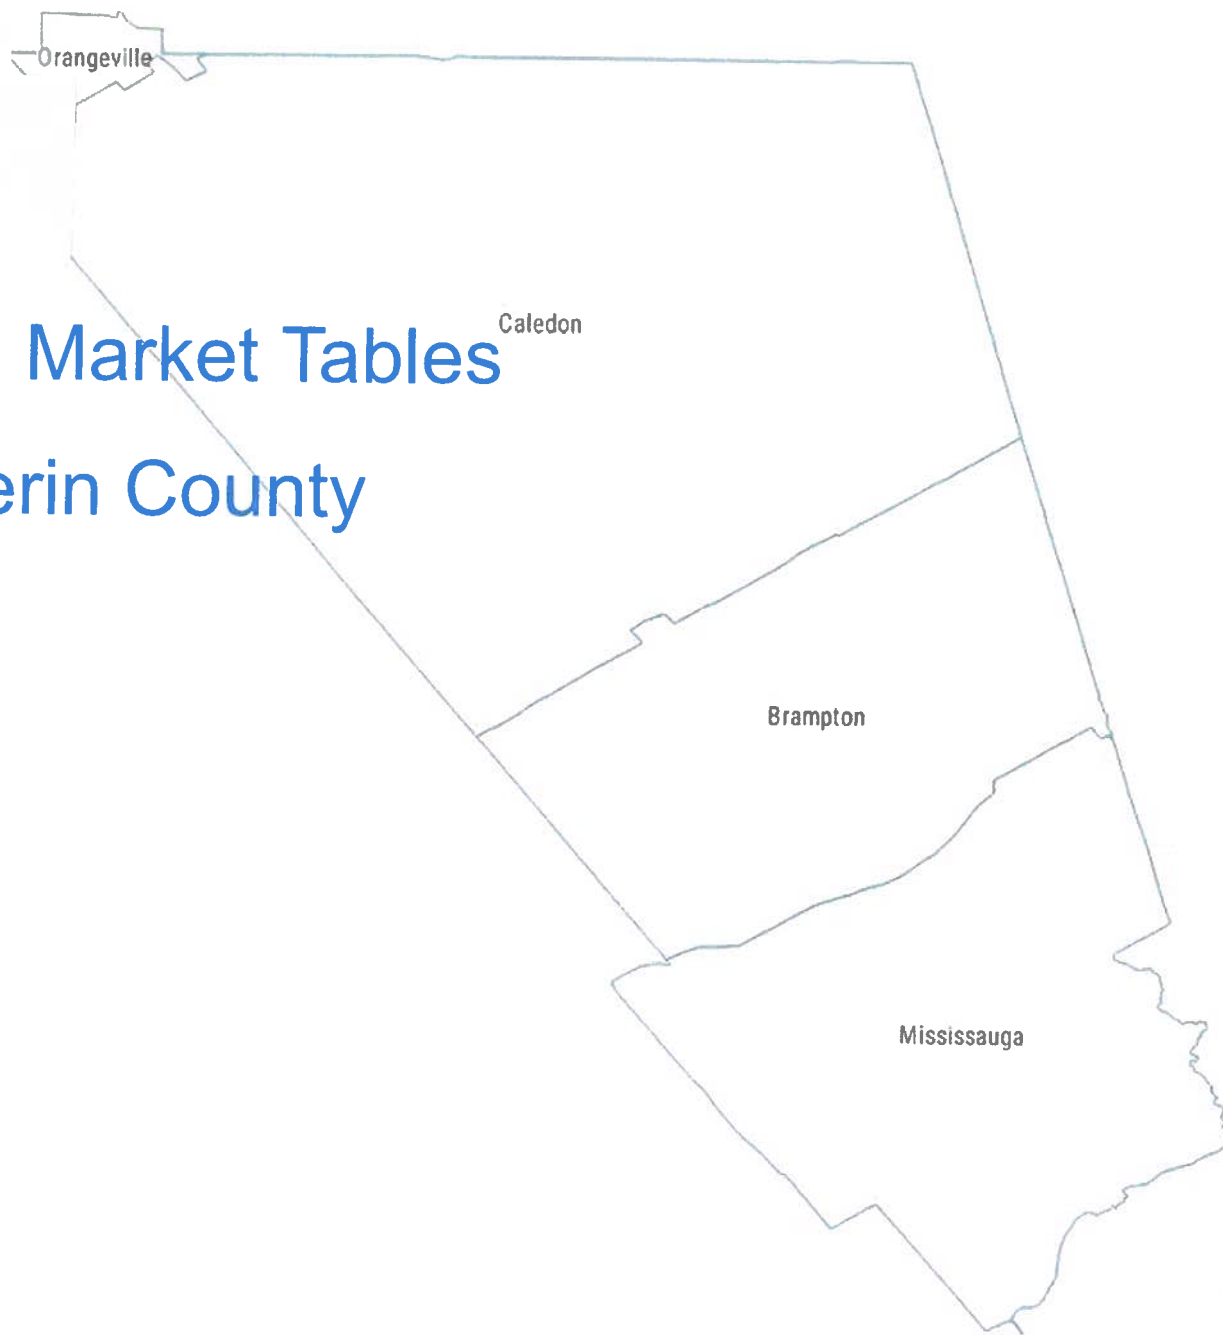 Orangeville
Caledon
Market Tables
erin County
Brampton
Mississauga